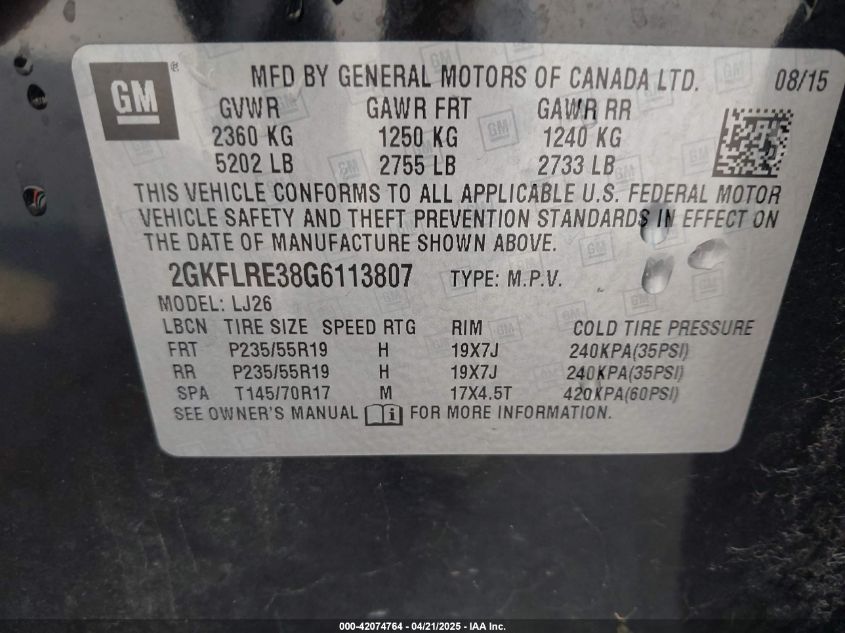 GM®
MFD BY GENERAL MOTORS OF CANADA LTD. 08/15
GVWR GAWR FRT GAWR RR
2360 KG 1250 KG 1240 KG
5202 LB 2755 LB 2733 LB
THIS VEHICLE CONFORMS TO ALL APPLICABLE U.S. FEDERAL MOTOR
VEHICLE SAFETY AND THEFT PREVENTION STANDARDS IN EFFECT ON
THE DATE OF MANUFACTURE SHOWN ABOVE.
2GKFLRE38G6113807 TYPE: M.P.V.
MODEL: LJ26
LBCN TIRE SIZE SPEED RTG RIM COLD TIRE PRESSURE
FRT P235/55R19 H 19X7J 240KPA(35PSI)
RR P235/55R19 H 19X7J 240KPA(35PSI)
SPA T145/70R17 M 17X4.5T 420KPA(60PSI)
SEE OWNER'S MANUAL i FOR MORE INFORMATION.
000-42074764 - 04/21/2025 - IAA Inc.